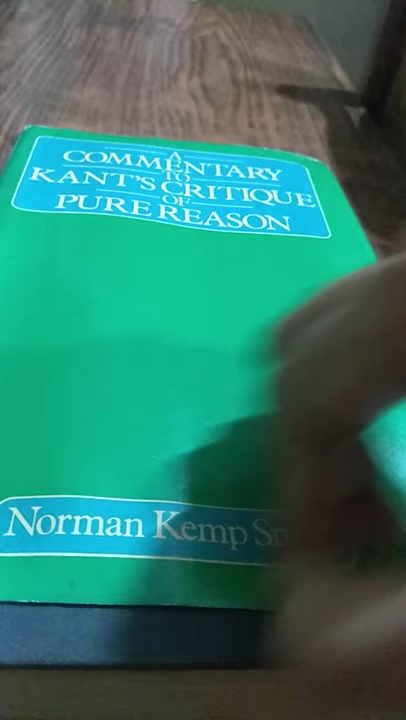 A
COMMENTARY
TO
KANT'S CRITIQUE
OF
PURE REASON
Norman Kemp